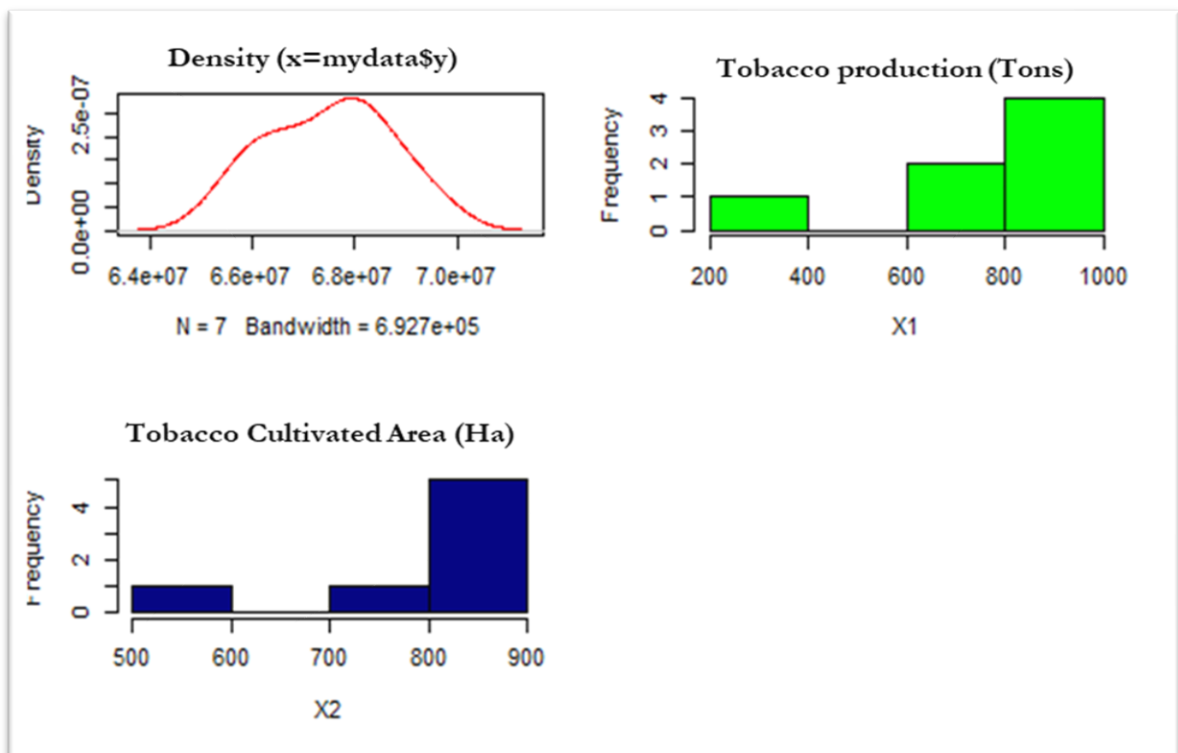 Density (x=mydata$y)
Density
2.5e-07
0.0e+00
6.4e+07 6.6e+07 6.8e+07 7.0e+07
N = 7 Bandwidth = 6.927e+05
Tobacco production (Tons)
Frequency
4
3
2
1
0
200 400 600 800 1000
X1
Tobacco Cultivated Area (Ha)
Frequency
4
2
0
500 600 700 800 900
X2